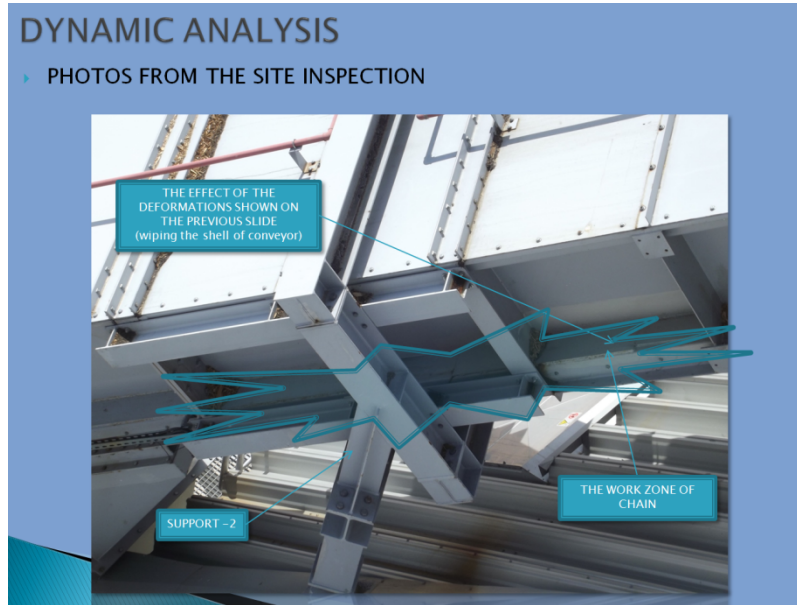 DYNAMIC ANALYSIS
PHOTOS FROM THE SITE INSPECTION
THE EFFECT OF THE
DEFORMATIONS SHOWN ON
THE PREVIOUS SLIDE
(wiping the shell of conveyor)
THE WORK ZONE OF
CHAIN
SUPPORT -2